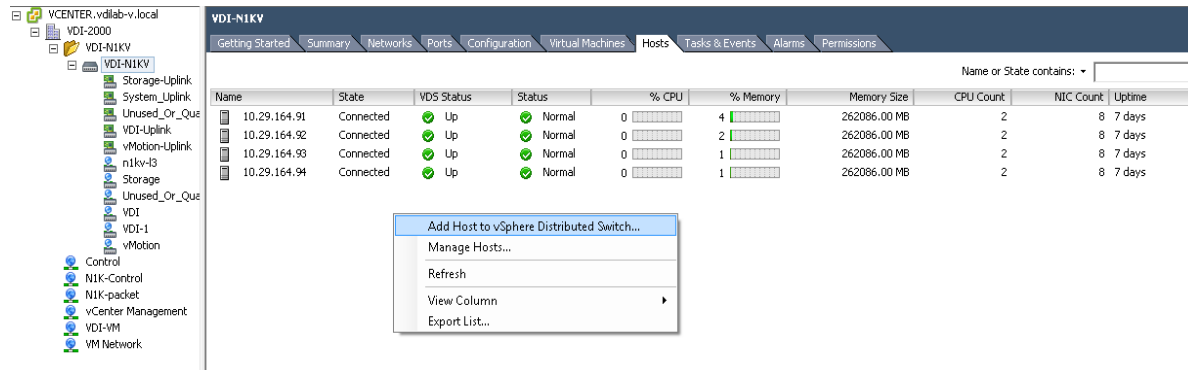 VCENTER.vdilab-v.local
VDI-2000
VDI-N1KV
VDI-N1KV
Storage-Uplink
System_Uplink
Unused_Or_Qua
VDI-Uplink
vMotion-Uplink
n1kv-l3
Storage
Unused_Or_Qua
VDI
VDI-1
vMotion
Control
N1K-Control
N1K-packet
vCenter Management
VDI-VM
VM Network
VDI-N1KV
Getting Started Summary Networks Ports Configuration Virtual Machines Hosts Tasks & Events Alarms Permissions
Name or State contains:
Name State VDS Status Status % CPU % Memory Memory Size CPU Count NIC Count Uptime
10.29.164.91 Connected Up Normal 0 4 262086.00 MB 2 8 7 days
10.29.164.92 Connected Up Normal 0 2 262086.00 MB 2 8 7 days
10.29.164.93 Connected Up Normal 0 1 262086.00 MB 2 8 7 days
10.29.164.94 Connected Up Normal 0 1 262086.00 MB 2 8 7 days
Add Host to vSphere Distributed Switch...
Manage Hosts...
Refresh
View Column
Export List...